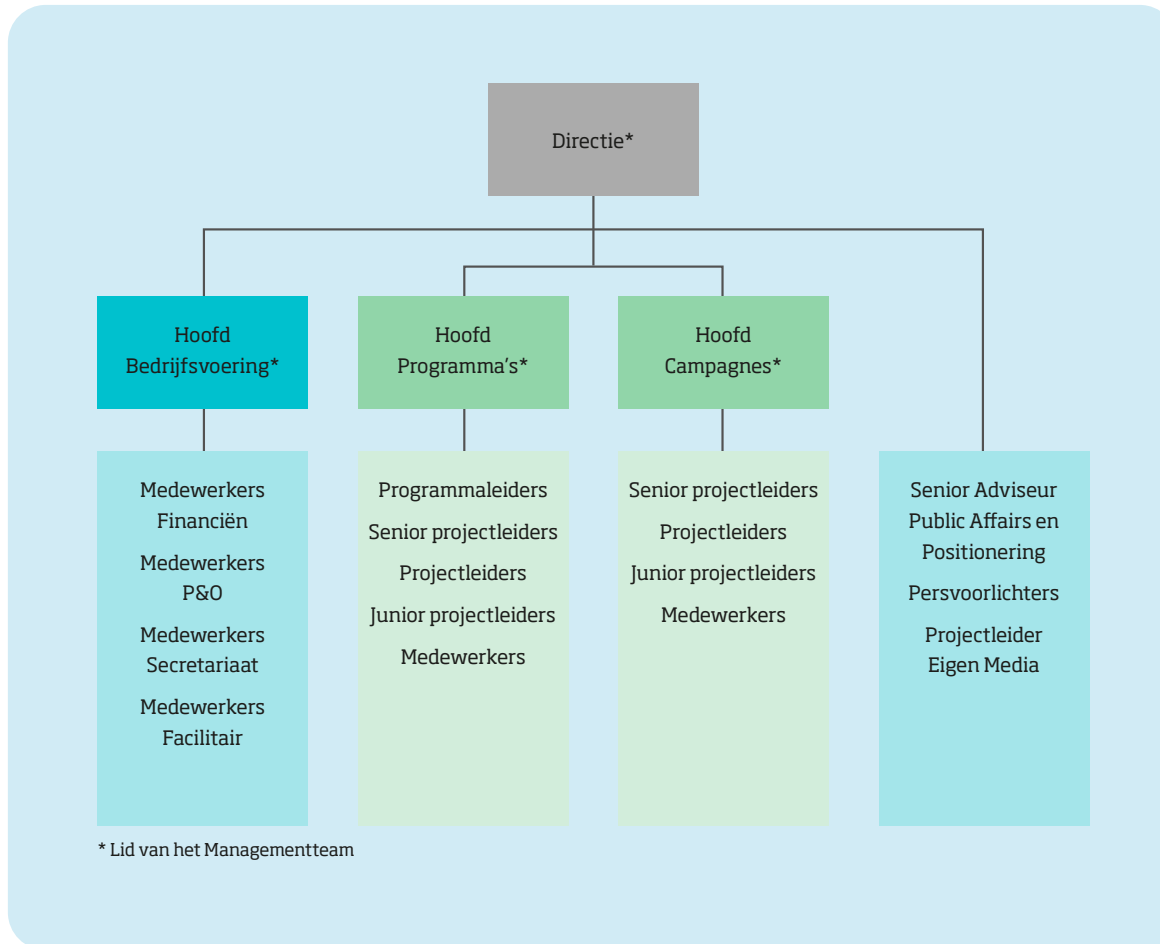 Directie*
Hoofd
Bedrijfsvoering*
Hoofd
Programma's*
Hoofd
Campagnes*
Medewerkers
Financiën
Medewerkers
P&O
Medewerkers
Secretariaat
Medewerkers
Facilitair
Programmaleiders
Senior projectleiders
Projectleiders
Junior projectleiders
Medewerkers
Senior projectleiders
Projectleiders
Junior projectleiders
Medewerkers
Senior Adviseur
Public Affairs en
Positionering
Persvoorlichters
Projectleider
Eigen Media
* Lid van het Managementteam